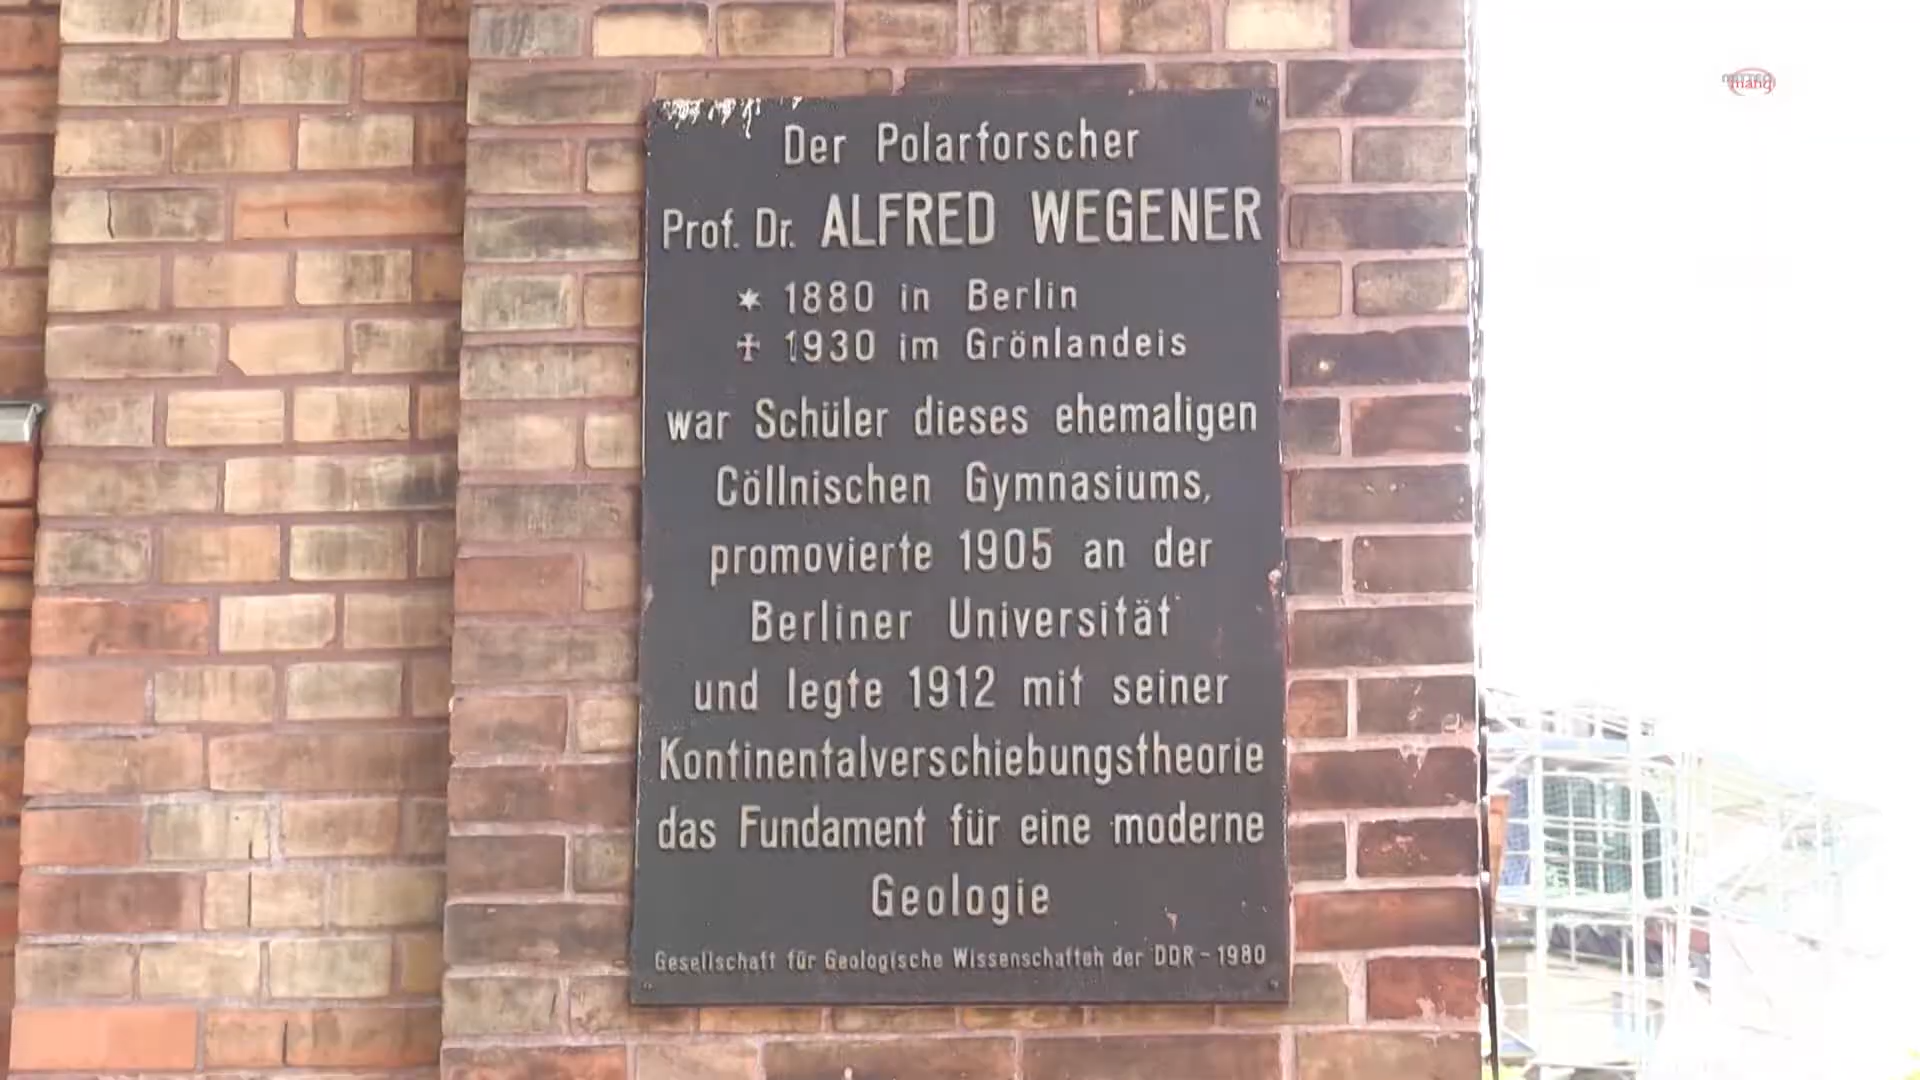 Der Polarforscher
Prof. Dr. ALFRED WEGENER
* 1880 in Berlin
✝ 1930 im Grönlandeis
war Schüler dieses ehemaligen
Cöllnischen Gymnasiums,
promovierte 1905 an der
Berliner Universität
und legte 1912 mit seiner
Kontinentalverschiebungstheorie
das Fundament für eine moderne
Geologie
Gesellschaft für Geologische Wissenschaften der DDR - 1980
mang